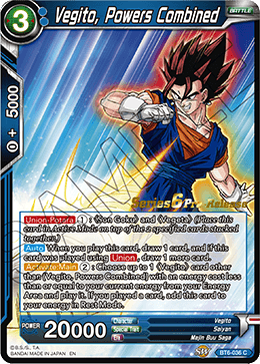 3
Vegito, Powers Combined
BATTLE
0 + 5000
Series 6 Pre-Release
Union-Potara 1 : ‹Son Goku› and ‹Vegeta› (Place this
card in Active Mode on top of the 2 specified cards stacked
together.)
Auto When you play this card, draw 1 card, and if this
card was played using Union, draw 1 more card.
Activate:Main 2 : Choose up to 1 ‹Vegito› card other
than {Vegito, Powers Combined} with an energy cost less
than or equal to your current energy from your Energy
Area and play it. If you played a card, add this card to
your energy in Rest Mode.
POWER 20000
Character Vegito
Special Trait Saiyan
Era Majin Buu Saga
©B.S./S., T.A.
BANDAI MADE IN JAPAN EN
BT6-036 C